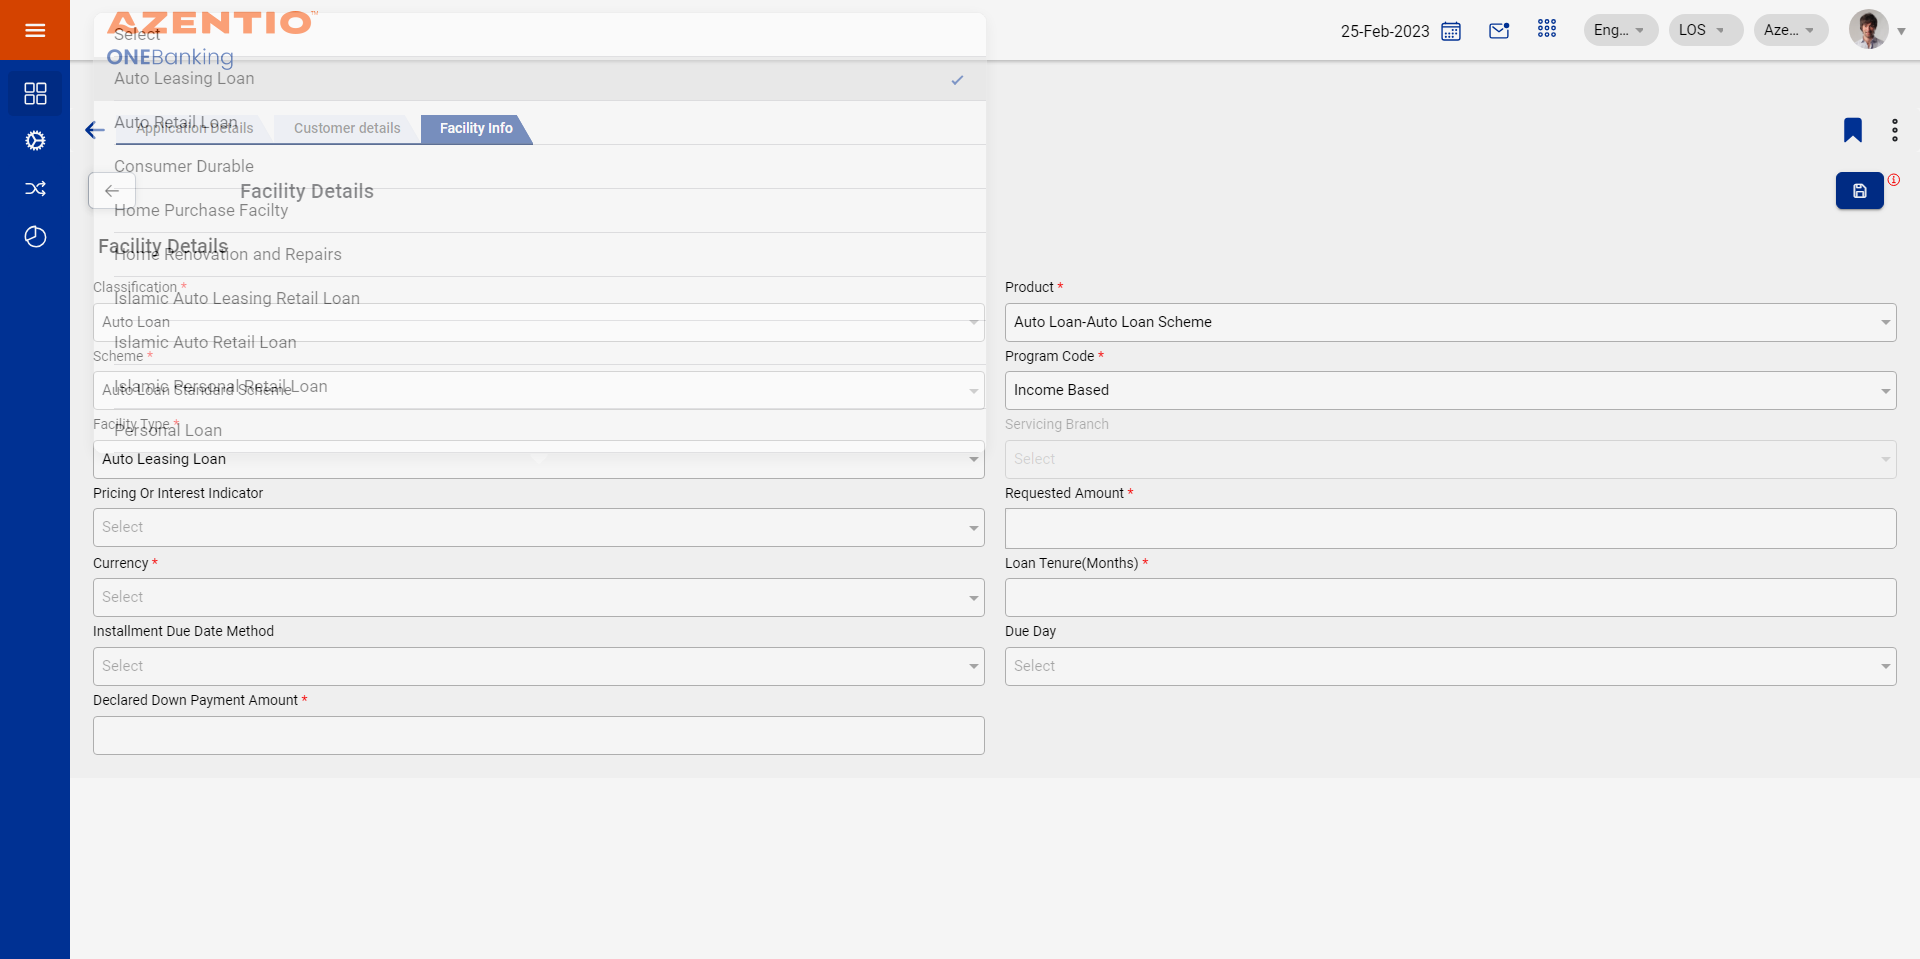 AZENTIO™
ONEBanking
25-Feb-2023
Eng...
LOS
Aze...
Select
Auto Leasing Loan
Auto Retail Loan
Consumer Durable
Home Purchase Facilty
Home Renovation and Repairs
Islamic Auto Leasing Retail Loan
Islamic Auto Retail Loan
Islamic Personal Retail Loan
Personal Loan
Application Details
Customer details
Facility Info
Facility Details
Facility Details
Classification *
Auto Loan
Product *
Auto Loan-Auto Loan Scheme
Scheme *
Auto Loan Standard Scheme
Program Code *
Income Based
Facility Type *
Auto Leasing Loan
Servicing Branch
Select
Pricing Or Interest Indicator
Select
Requested Amount *
Currency *
Select
Loan Tenure(Months) *
Installment Due Date Method
Select
Due Day
Select
Declared Down Payment Amount *